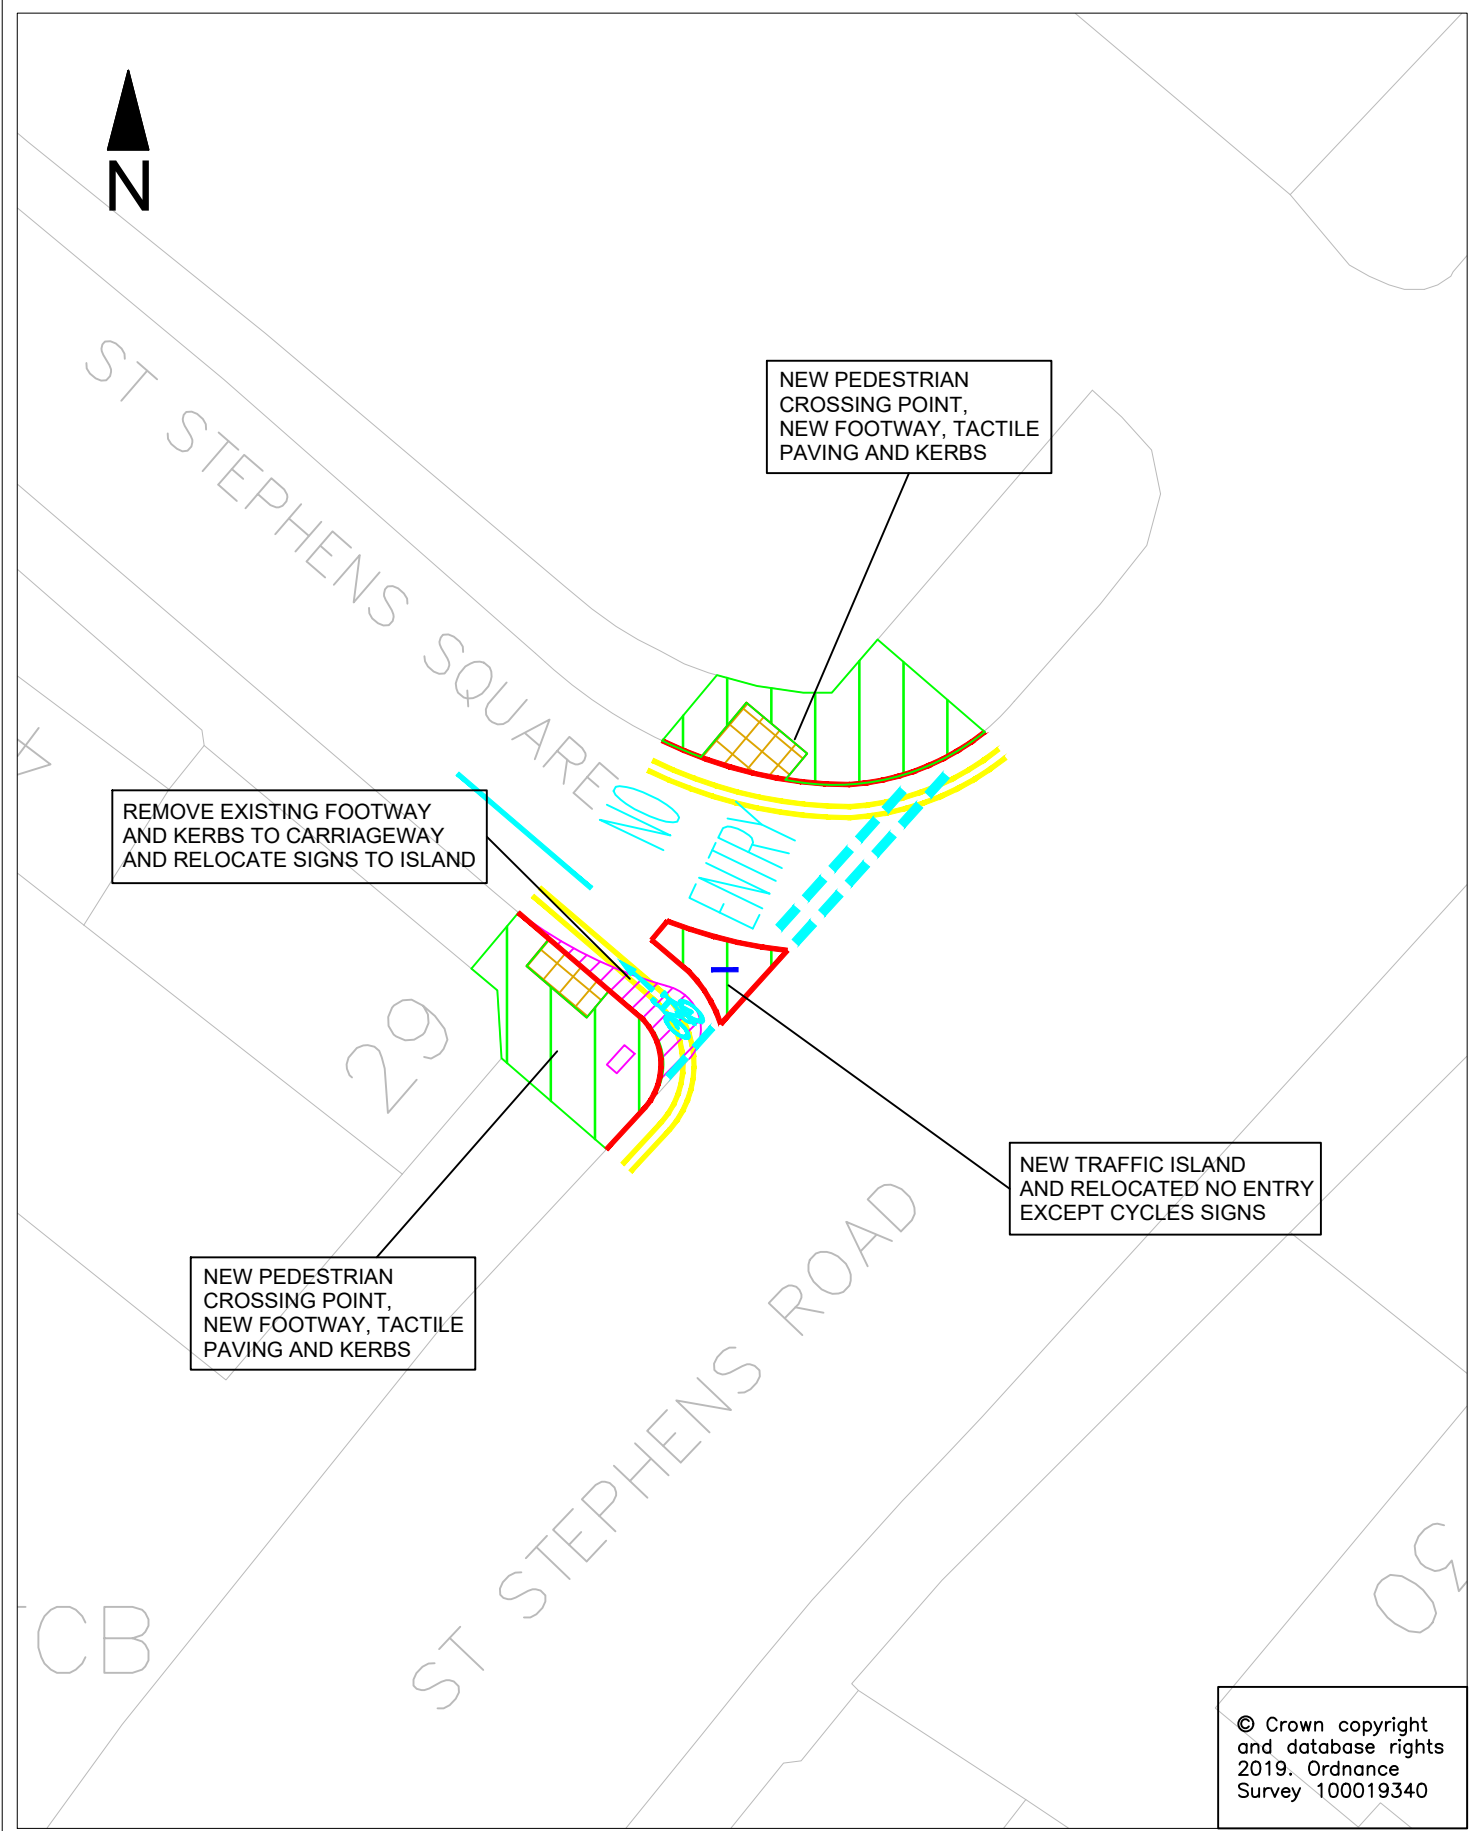 N
ST STEPHENS SQUARE
NEW PEDESTRIAN
CROSSING POINT,
NEW FOOTWAY, TACTILE
PAVING AND KERBS
NO
ENTRY
REMOVE EXISTING FOOTWAY
AND KERBS TO CARRIAGEWAY
AND RELOCATE SIGNS TO ISLAND
29
NEW TRAFFIC ISLAND
AND RELOCATED NO ENTRY
EXCEPT CYCLES SIGNS
NEW PEDESTRIAN
CROSSING POINT,
NEW FOOTWAY, TACTILE
PAVING AND KERBS
ST STEPHENS ROAD
CB
© Crown copyright
and database rights
2019. Ordnance
Survey 100019340